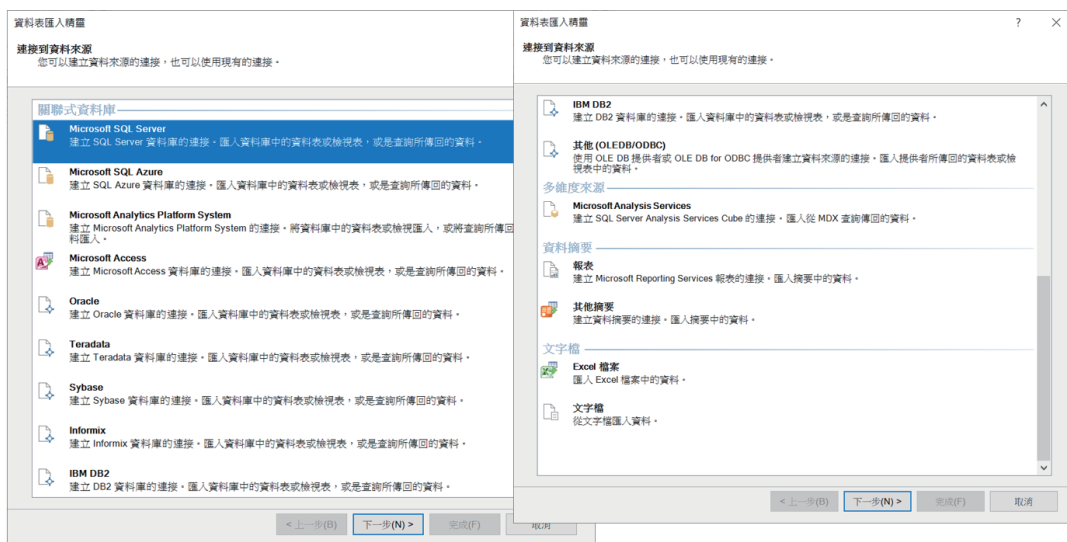 資料表匯入精靈
連接到資料來源
您可以建立資料來源的連接，也可以使用現有的連接。
關聯式資料庫
Microsoft SQL Server
建立 SQL Server 資料庫的連接。匯入資料庫中的資料表或檢視表，或是查詢所傳回的資料。
Microsoft SQL Azure
建立 SQL Azure 資料庫的連接。匯入資料庫中的資料表或檢視表，或是查詢所傳回的資料。
Microsoft Analytics Platform System
建立 Microsoft Analytics Platform System 的連接。將資料庫中的資料表或檢視匯入，或將查詢所傳回
料匯入。
Microsoft Access
建立 Microsoft Access 資料庫的連接。匯入資料庫中的資料表或檢視表，或是查詢所傳回的資料。
Oracle
建立 Oracle 資料庫的連接。匯入資料庫中的資料表或檢視表，或是查詢所傳回的資料。
Teradata
建立 Teradata 資料庫的連接。匯入資料庫中的資料表或檢視表，或是查詢所傳回的資料。
Sybase
建立 Sybase 資料庫的連接。匯入資料庫中的資料表或檢視表，或是查詢所傳回的資料。
Informix
建立 Informix 資料庫的連接。匯入資料庫中的資料表或檢視表，或是查詢所傳回的資料。
IBM DB2
建立 DB2 資料庫的連接。匯入資料庫中的資料表或檢視表，或是查詢所傳回的資料。
<上一步(B) 下一步(N) > 完成(F) 取消
資料表匯入精靈
連接到資料來源
您可以建立資料來源的連接，也可以使用現有的連接。
IBM DB2
建立 DB2 資料庫的連接。匯入資料庫中的資料表或檢視表，或是查詢所傳回的資料。
其他 (OLEDB/ODBC)
使用 OLE DB 提供者或 OLE DB for ODBC 提供者建立資料來源的連接。匯入提供者所傳回的資料表或檢
視表中的資料。
多維度來源
Microsoft Analysis Services
建立 SQL Server Analysis Services Cube 的連接。匯入從 MDX 查詢傳回的資料。
資料摘要
報表
建立 Microsoft Reporting Services 報表的連接。匯入摘要中的資料。
其他摘要
建立資料摘要的連接。匯入摘要中的資料。
文字檔
Excel 檔案
匯入 Excel 檔案中的資料。
文字檔
從文字檔匯入資料。
<上一步(B) 下一步(N) > 完成(F) 取消